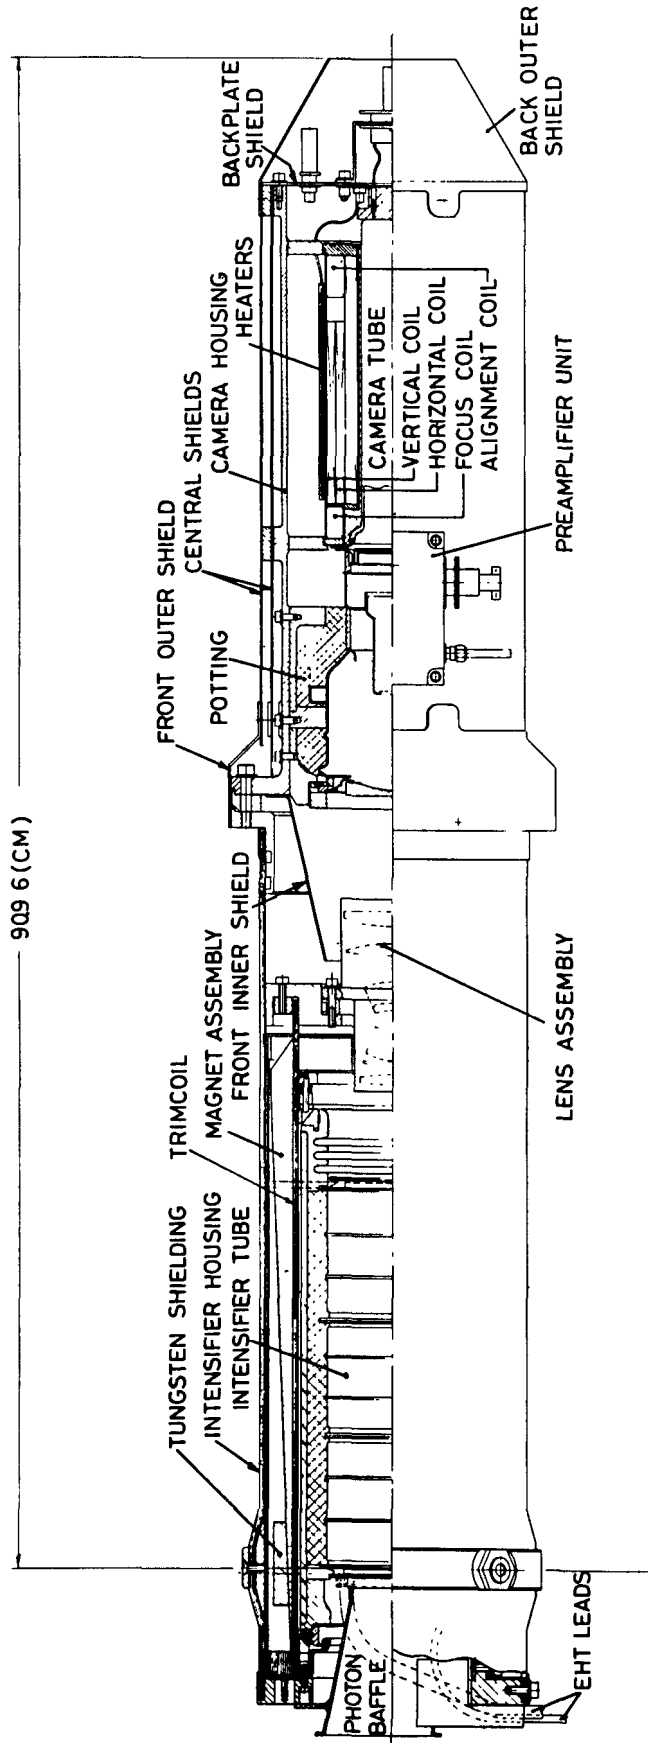 90.9 6 (CM)
TUNGSTEN SHIELDING
INTENSIFIER HOUSING
INTENSIFIER TUBE
TRIMCOIL
MAGNET ASSEMBLY
FRONT INNER SHIELD
FRONT OUTER SHIELD
CENTRAL SHIELDS
CAMERA HOUSING
HEATERS
POTTING
BACKPLATE
SHIELD
CAMERA TUBE
VERTICAL COIL
HORIZONTAL COIL
FOCUS COIL
ALIGNMENT COIL
PHOTON
BAFFLE
EHT LEADS
LENS ASSEMBLY
PREAMPLIFIER UNIT
BACK OUTER
SHIELD